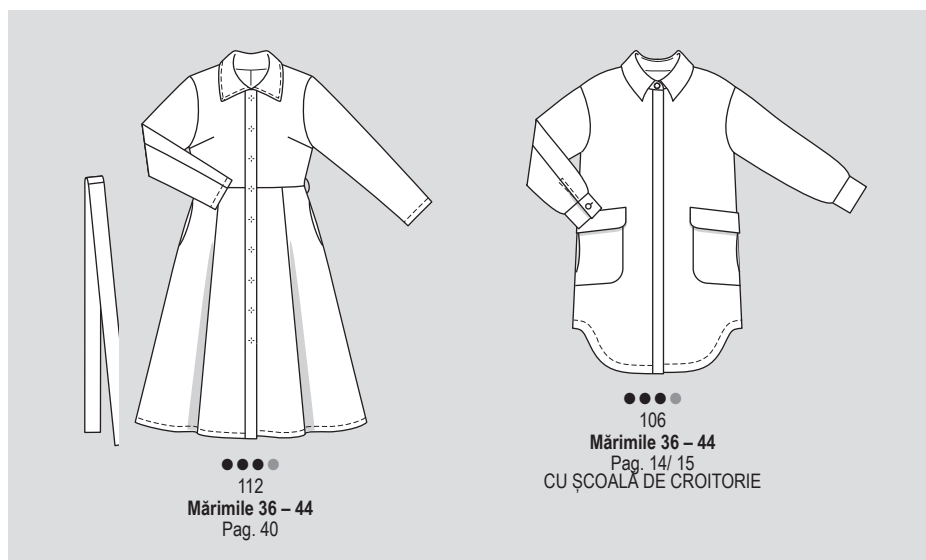 112
Mărimile 36 – 44
Pag. 40
106
Mărimile 36 – 44
Pag. 14/ 15
CU ȘCOALĂ DE CROITORIE